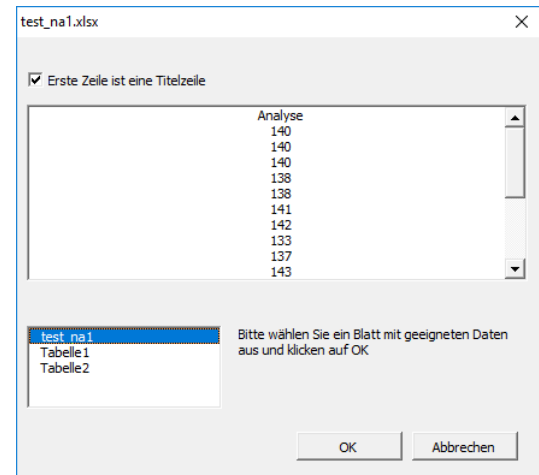 test_na1.xlsx
Erste Zeile ist eine Titelzeile
Analyse
140
140
140
138
138
141
142
133
137
143
test_na1
Tabelle1
Tabelle2
Bitte wählen Sie ein Blatt mit geeigneten Daten
aus und klicken auf OK
OK
Abbrechen